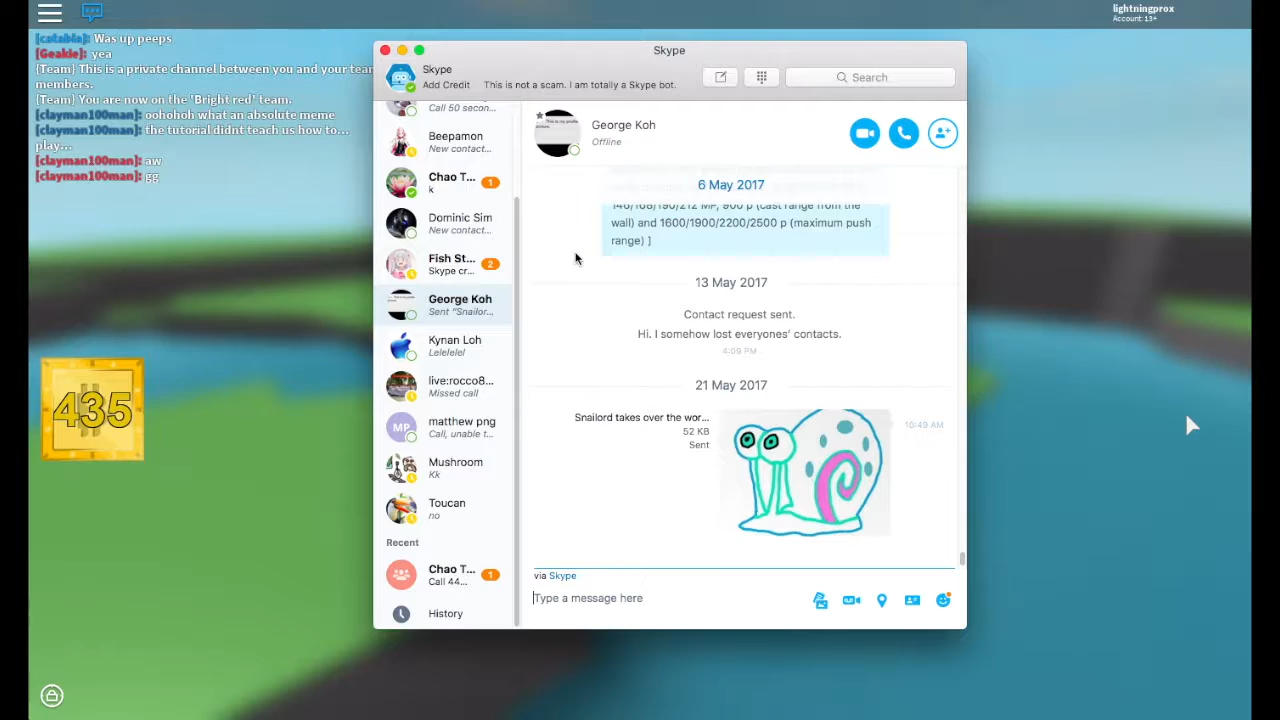 lightningprox
Account: 13+
[catabla]: Was up peeps
[Geakle]: yea
{Team} This is a private channel between you and your team
members.
{Team} You are now on the 'Bright red' team.
[clayman100man]: oohohoh what an absolute meme
[clayman100man]: the tutorial didnt teach us how to...
play...
[clayman100man]: aw
[clayman100man]: gg
435
Skype
Skype
Add Credit
This is not a scam. I am totally a Skype bot.
Search
Call 50 secon...
Beepamon
New contact...
Chao T...
k
1
Dominic Sim
New contact...
Fish St...
Skype cr...
2
George Koh
Sent "Snailor...
Kynan Loh
Lelelelel
live:rocco8...
Missed call
MP
matthew png
Call, unable t...
Mushroom
Kk
Toucan
no
Recent
Chao T...
Call 44...
1
History
George Koh
Offline
6 May 2017
146/168/190/212 MP, 900 p (cast range from the
wall) and 1600/1900/2200/2500 p (maximum push
range) ]
13 May 2017
Contact request sent.
Hi. I somehow lost everyones' contacts.
4:09 PM
21 May 2017
Snailord takes over the wor...
52 KB
Sent
10:49 AM
via Skype
Type a message here